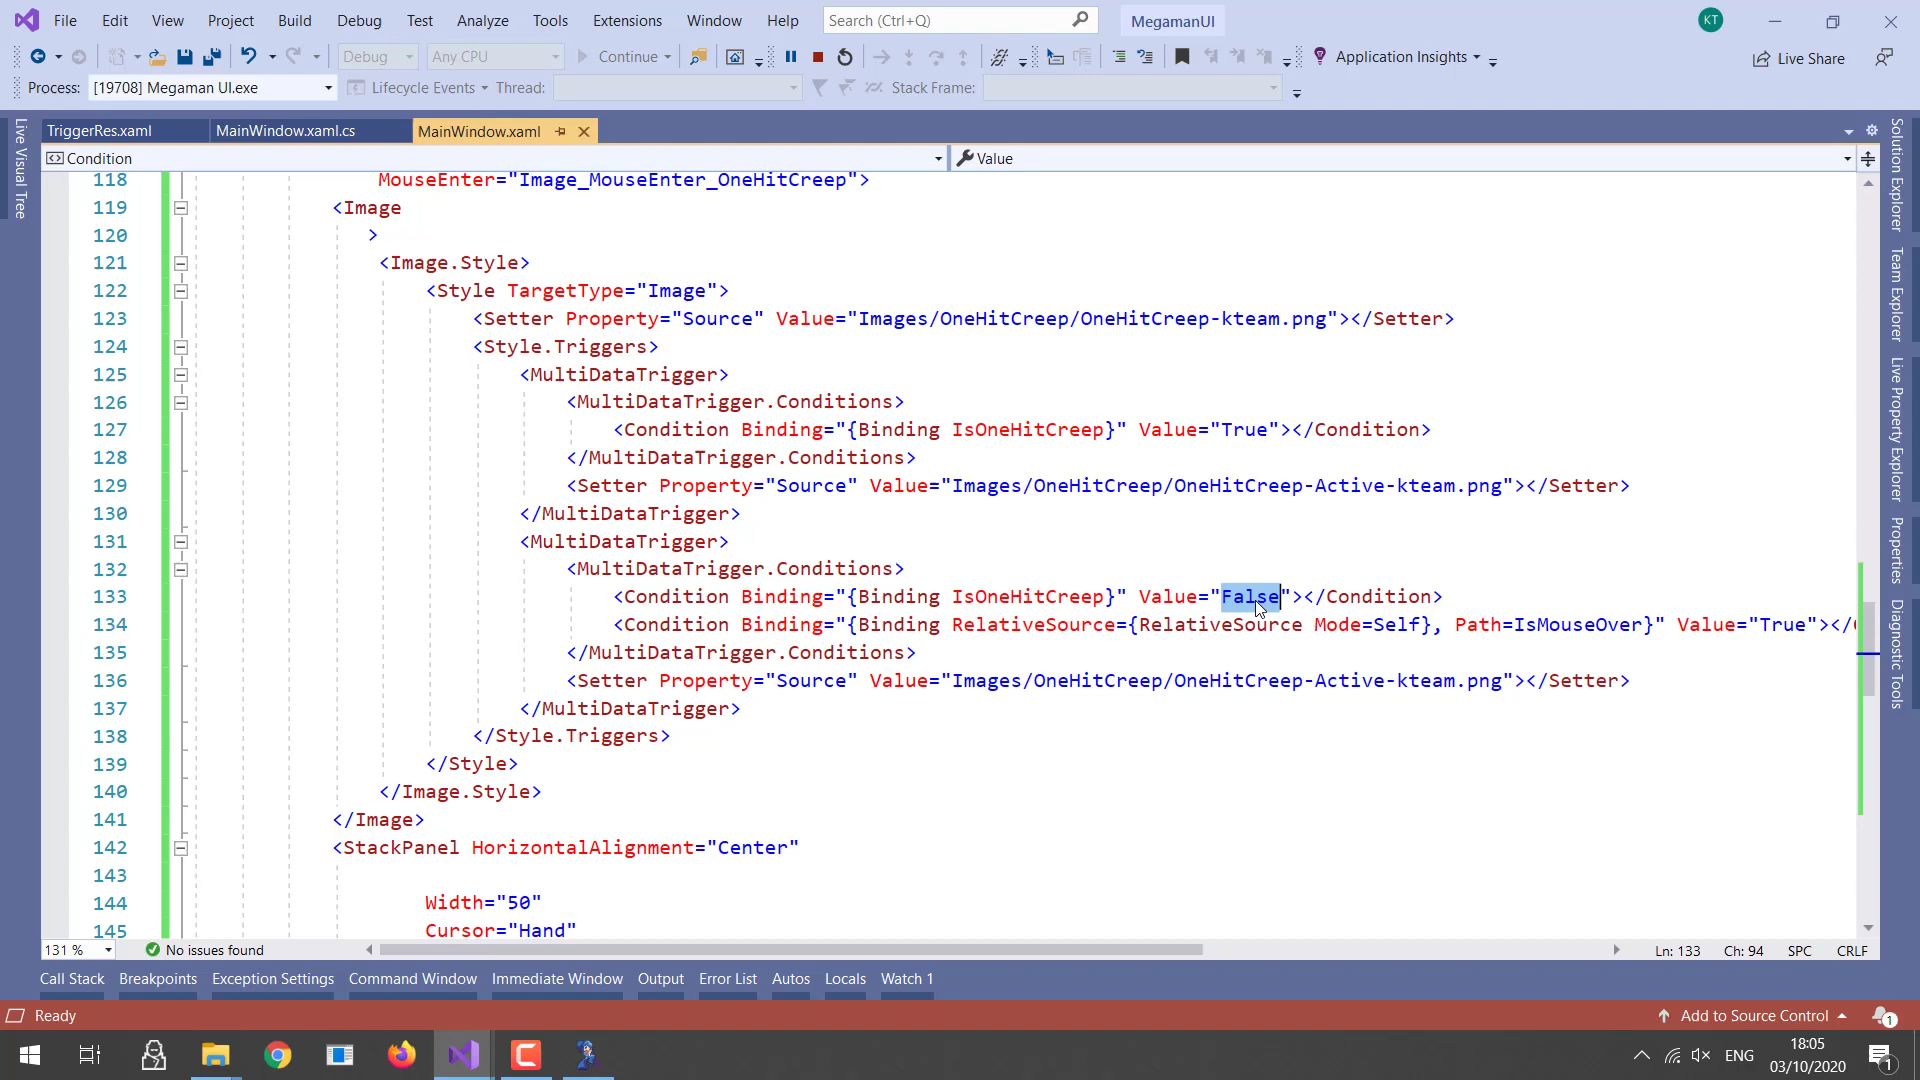 File Edit View Project Build Debug Test Analyze Tools Extensions Window Help Search (Ctrl+Q) MegamanUI KT
Debug Any CPU Continue Application Insights Live Share
Process: [19708] Megaman UI.exe Lifecycle Events Thread: Stack Frame:
TriggerRes.xaml MainWindow.xaml.cs MainWindow.xaml
Condition Value
118 MouseEnter="Image_MouseEnter_OneHitCreep">
119 <Image
120 >
121 <Image.Style>
122 <Style TargetType="Image">
123 <Setter Property="Source" Value="Images/OneHitCreep/OneHitCreep-kteam.png"></Setter>
124 <Style.Triggers>
125 <MultiDataTrigger>
126 <MultiDataTrigger.Conditions>
127 <Condition Binding="{Binding IsOneHitCreep}" Value="True"></Condition>
128 </MultiDataTrigger.Conditions>
129 <Setter Property="Source" Value="Images/OneHitCreep/OneHitCreep-Active-kteam.png"></Setter>
130 </MultiDataTrigger>
131 <MultiDataTrigger>
132 <MultiDataTrigger.Conditions>
133 <Condition Binding="{Binding IsOneHitCreep}" Value="False"></Condition>
134 <Condition Binding="{Binding RelativeSource={RelativeSource Mode=Self}, Path=IsMouseOver}" Value="True"></
135 </MultiDataTrigger.Conditions>
136 <Setter Property="Source" Value="Images/OneHitCreep/OneHitCreep-Active-kteam.png"></Setter>
137 </MultiDataTrigger>
138 </Style.Triggers>
139 </Style>
140 </Image.Style>
141 </Image>
142 <StackPanel HorizontalAlignment="Center"
143
144 Width="50"
145 Cursor="Hand"
Live Visual Tree
Solution Explorer
Team Explorer
Live Property Explorer
Properties
Diagnostic Tools
131 % No issues found Ln: 133 Ch: 94 SPC CRLF
Call Stack Breakpoints Exception Settings Command Window Immediate Window Output Error List Autos Locals Watch 1
Ready Add to Source Control 1
ENG 18:05 1
03/10/2020